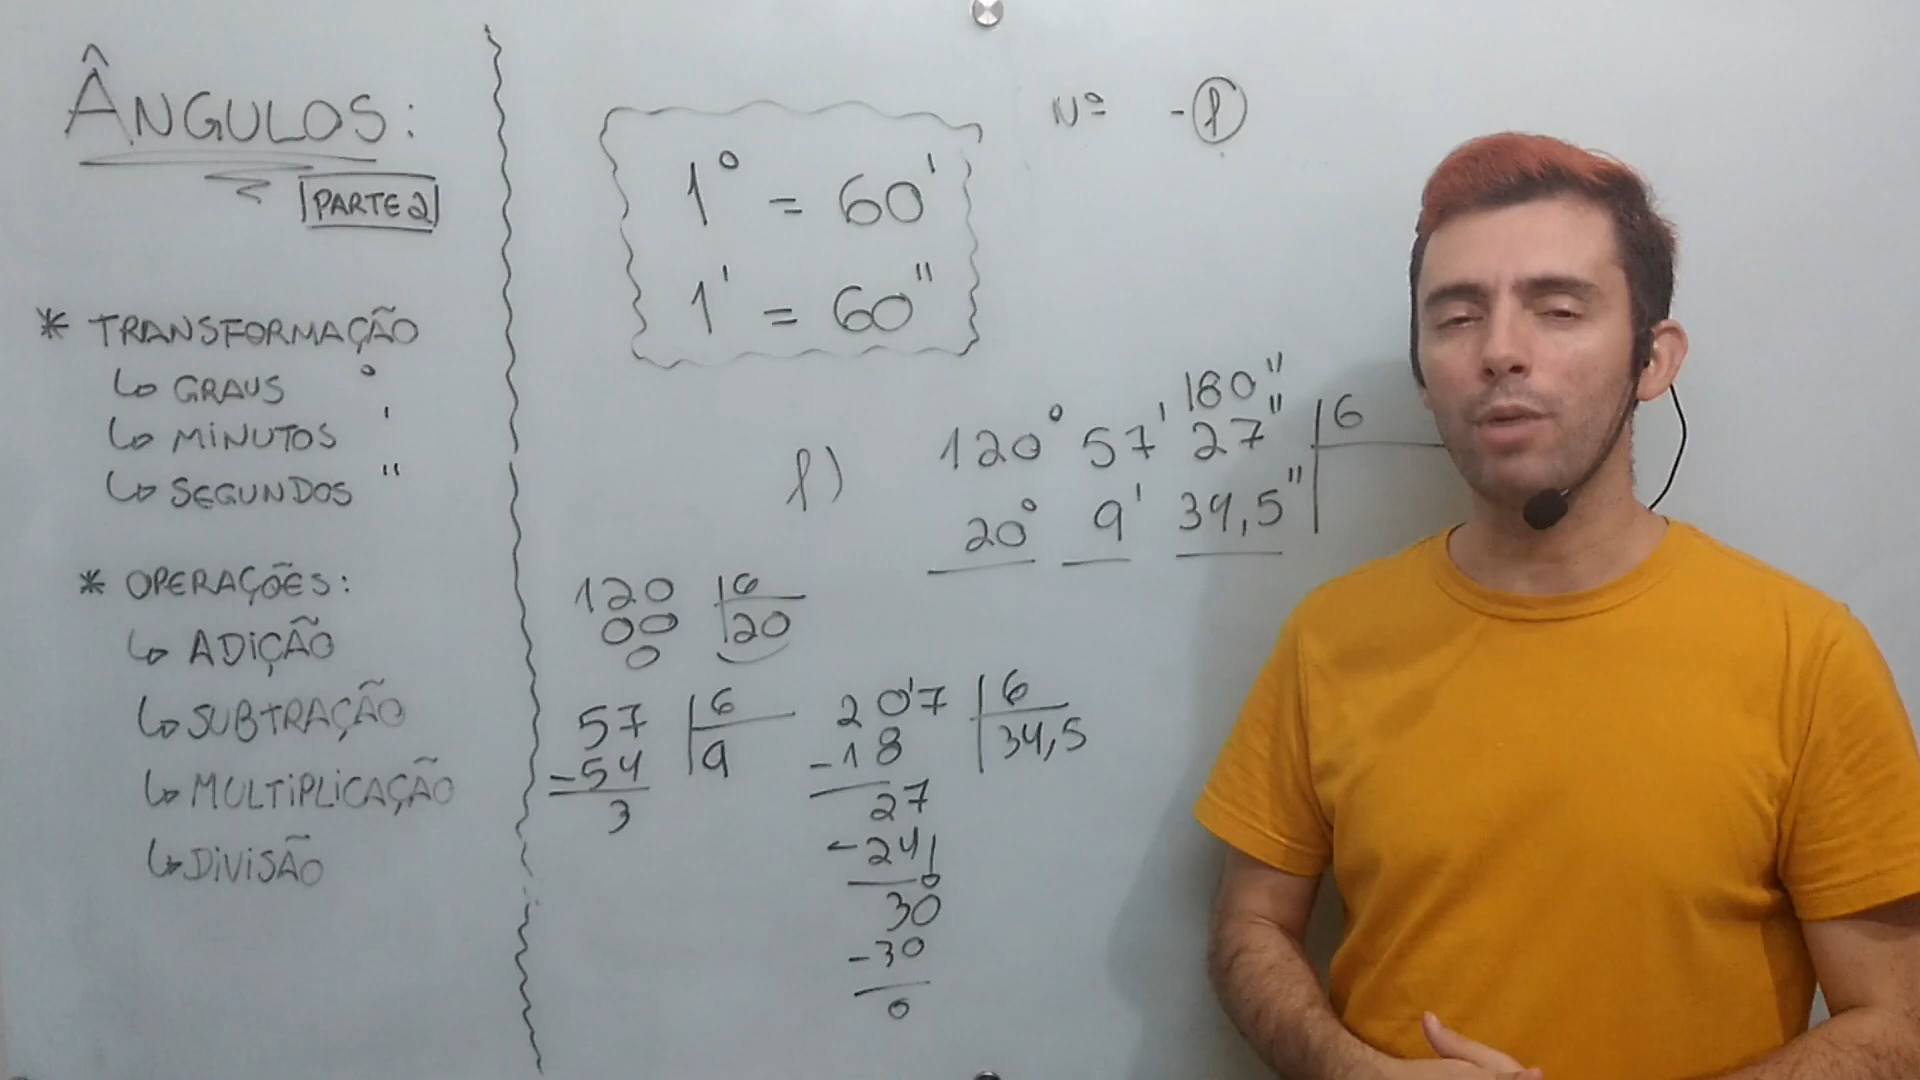 ÂNGULOS:
PARTE 2
* TRANSFORMAÇÃO
↳ GRAUS °
↳ MINUTOS '
↳ SEGUNDOS "
* OPERAÇÕES:
↳ ADIÇÃO
↳ SUBTRAÇÃO
↳ MULTIPLICAÇÃO
↳ DIVISÃO
1° = 60'
1' = 60"
Nº - f
180"
f) 120° 57' 27" 6
20° 9' 34,5"
120 6
00 20
0
57 6
-54 9
3
207 6
-18 34,5
27
-24
30
-30
0